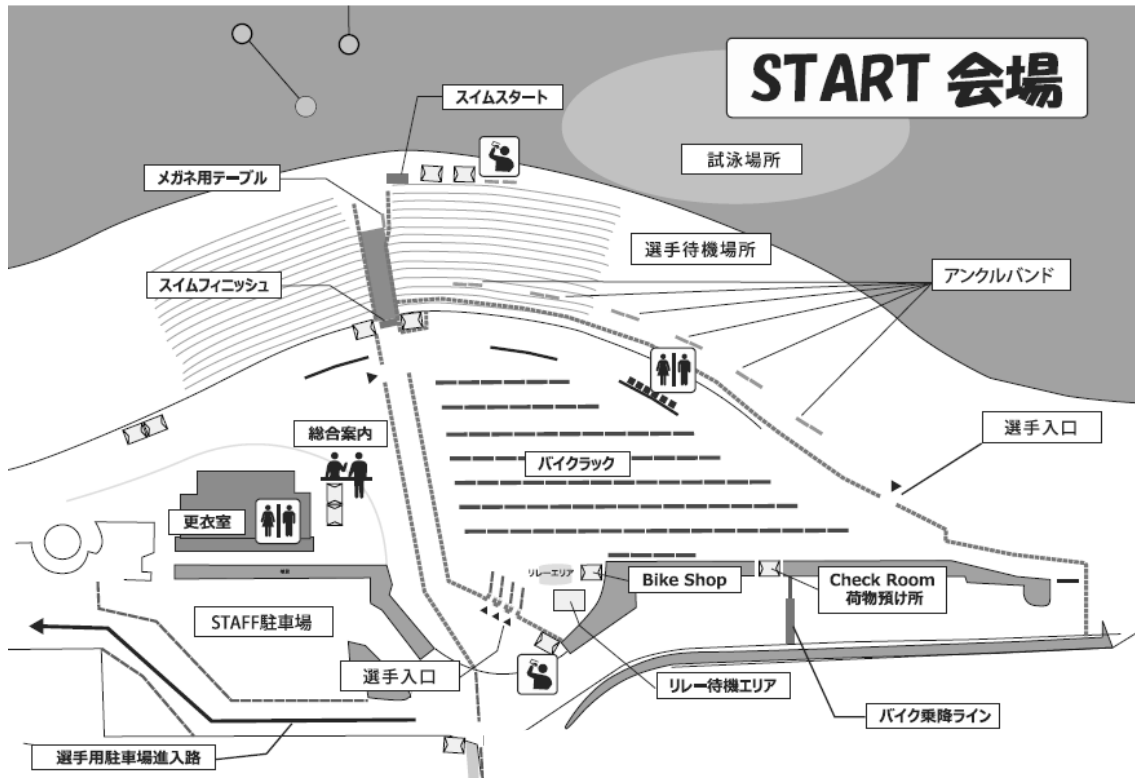 START 会場
スイムスタート
試泳場所
メガネ用テーブル
選手待機場所
アンクルバンド
スイムフィニッシュ
選手入口
総合案内
バイクラック
更衣室
リレーエリア
Bike Shop
Check Room
荷物預け所
STAFF駐車場
選手入口
リレー待機エリア
バイク乗降ライン
選手用駐車場進入路